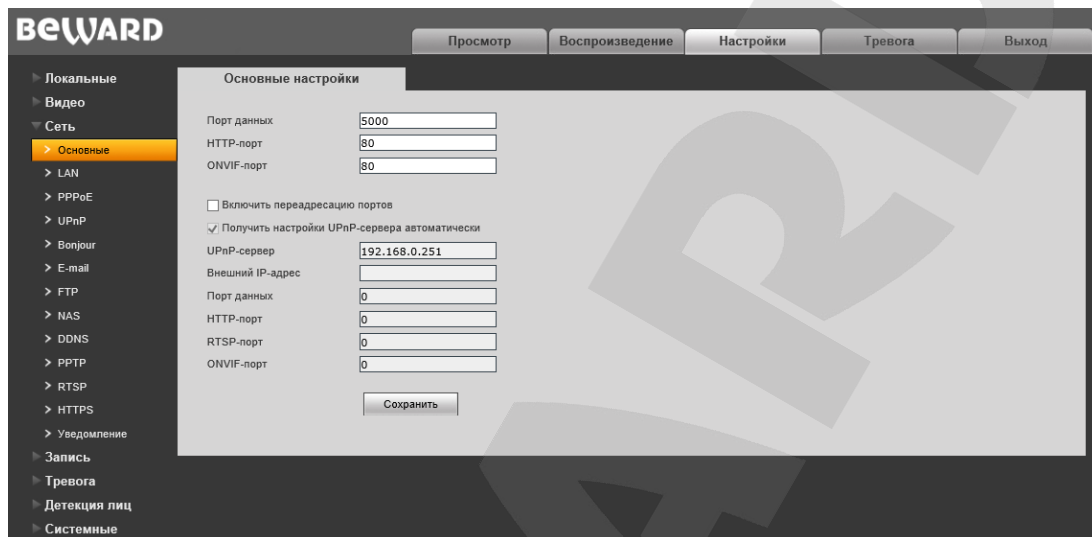 BEWARD
Просмотр Воспроизведение Настройки Тревога Выход
Локальные
Видео
Сеть
Основные
LAN
PPPoE
UPnP
Bonjour
E-mail
FTP
NAS
DDNS
PPTP
RTSP
HTTPS
Уведомление
Запись
Тревога
Детекция лиц
Системные
Основные настройки
Порт данных 5000
HTTP-порт 80
ONVIF-порт 80
Включить переадресацию портов
Получить настройки UPnP-сервера автоматически
UPnP-сервер 192.168.0.251
Внешний IP-адрес
Порт данных 0
HTTP-порт 0
RTSP-порт 0
ONVIF-порт 0
Сохранить